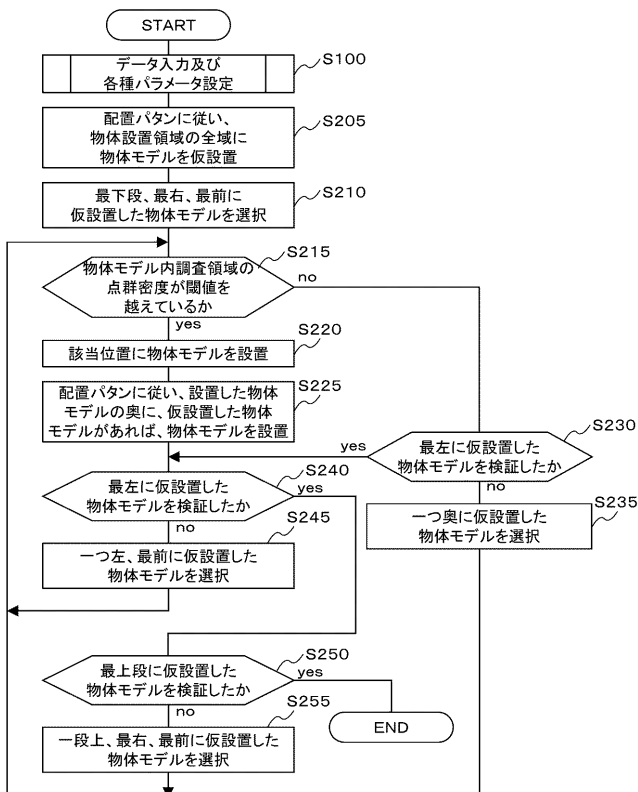 START
データ入力及び
各種パラメータ設定
S100
配置パタンに従い、
物体設置領域の全域に
物体モデルを仮設置
S205
最下段、最右、最前に
仮設置した物体モデルを選択
S210
物体モデル内調査領域の
点群密度が閾値を
越えているか
S215
no
yes
該当位置に物体モデルを設置
S220
配置パタンに従い、設置した物体
モデルの奥に、仮設置した物体
モデルがあれば、物体モデルを設置
S225
最左に仮設置した
物体モデルを検証したか
S230
yes
no
一つ奥に仮設置した
物体モデルを選択
S235
最左に仮設置した
物体モデルを検証したか
S240
yes
no
一つ左、最前に仮設置した
物体モデルを選択
S245
最上段に仮設置した
物体モデルを検証したか
S250
yes
no
END
一段上、最右、最前に仮設置した
物体モデルを選択
S255